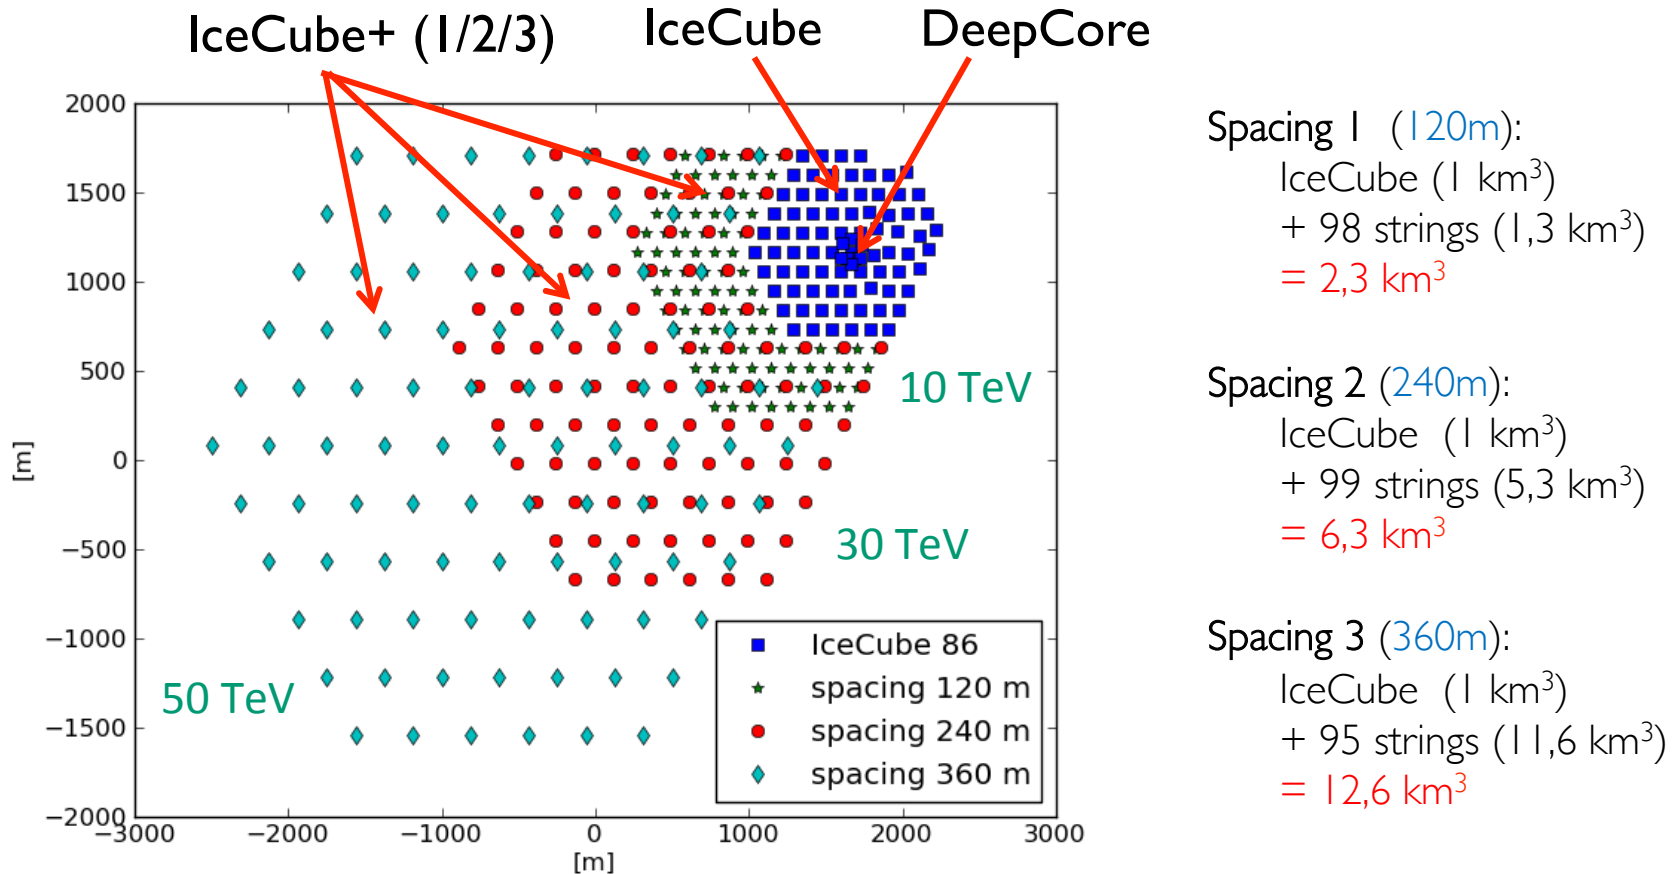 IceCube+ (1/2/3)
IceCube
DeepCore
2000
1500
1000
500
0
−500
−1000
−1500
−2000
[m]
−3000
−2000
−1000
0
1000
2000
3000
[m]
10 TeV
30 TeV
50 TeV
IceCube 86
spacing 120 m
spacing 240 m
spacing 360 m
Spacing 1 (120m):
IceCube (1 km³)
+ 98 strings (1,3 km³)
= 2,3 km³
Spacing 2 (240m):
IceCube (1 km³)
+ 99 strings (5,3 km³)
= 6,3 km³
Spacing 3 (360m):
IceCube (1 km³)
+ 95 strings (11,6 km³)
= 12,6 km³